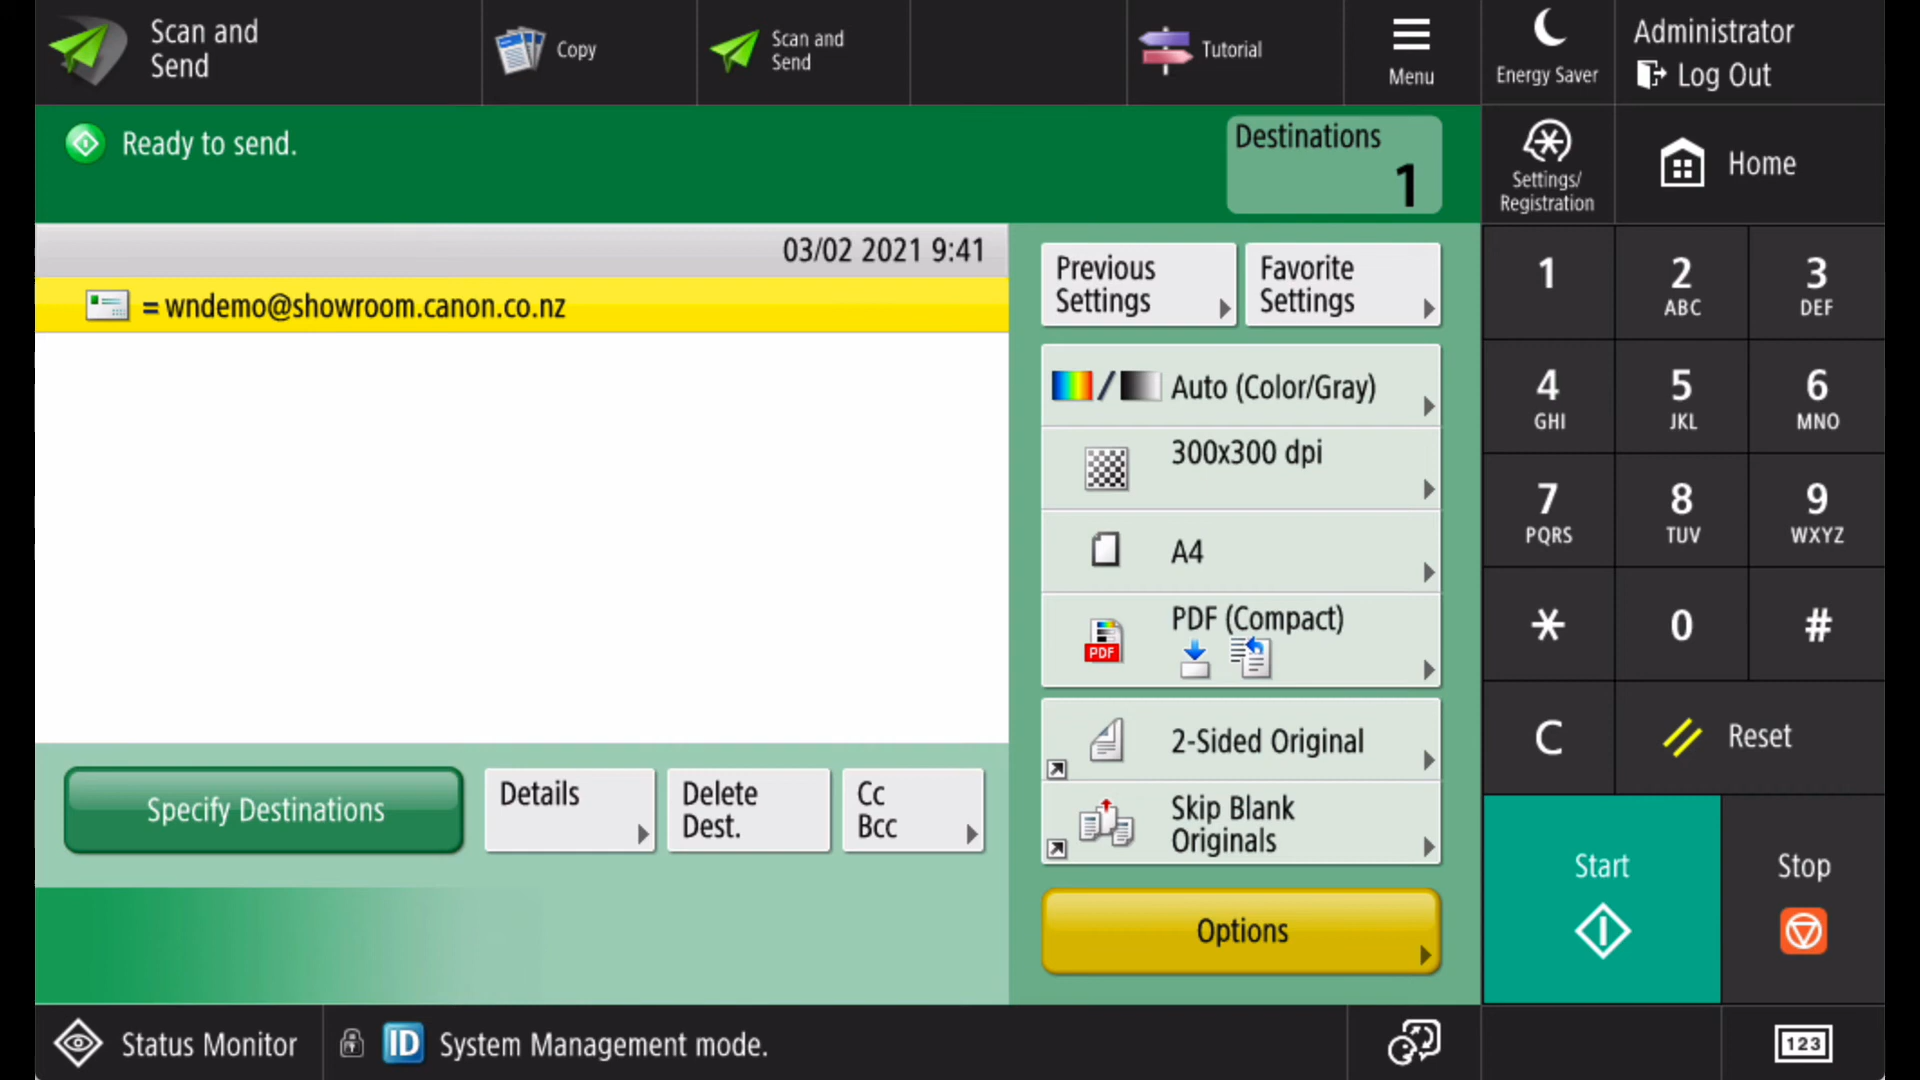 Scan and
Send
Copy
Scan and
Send
Tutorial
Menu
Energy Saver
Administrator
Log Out
Ready to send.
Destinations
1
Settings/
Registration
Home
03/02 2021 9:41
= wndemo@showroom.canon.co.nz
Previous
Settings
Favorite
Settings
Auto (Color/Gray)
300x300 dpi
A4
PDF (Compact)
PDF
2-Sided Original
Skip Blank
Originals
Options
Specify Destinations
Details
Delete
Dest.
Cc
Bcc
1
2
ABC
3
DEF
4
GHI
5
JKL
6
MNO
7
PQRS
8
TUV
9
WXYZ
*
0
#
C
Reset
Start
Stop
Status Monitor
ID
System Management mode.
123